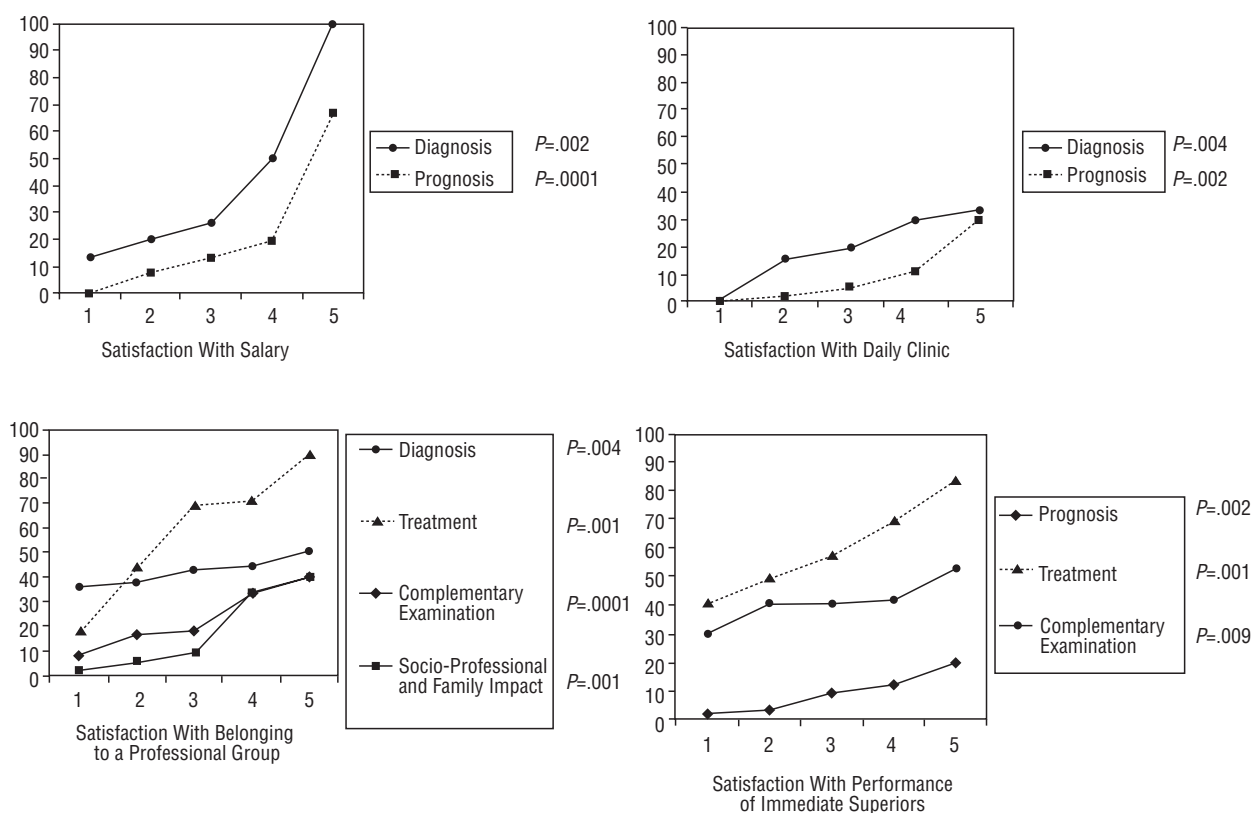 100
90
80
70
60
50
40
30
20
10
0
1 2 3 4 5
Satisfaction With Salary
Diagnosis P=.002
Prognosis P=.0001
100
90
80
70
60
50
40
30
20
10
0
1 2 3 4 5
Satisfaction With Daily Clinic
Diagnosis P=.004
Prognosis P=.002
100
90
80
70
60
50
40
30
20
10
0
1 2 3 4 5
Satisfaction With Belonging
to a Professional Group
Diagnosis P=.004
Treatment P=.001
Complementary
Examination P=.0001
Socio-Professional
and Family Impact P=.001
100
90
80
70
60
50
40
30
20
10
0
1 2 3 4 5
Satisfaction With Performance
of Immediate Superiors
Prognosis P=.002
Treatment P=.001
Complementary
Examination P=.009